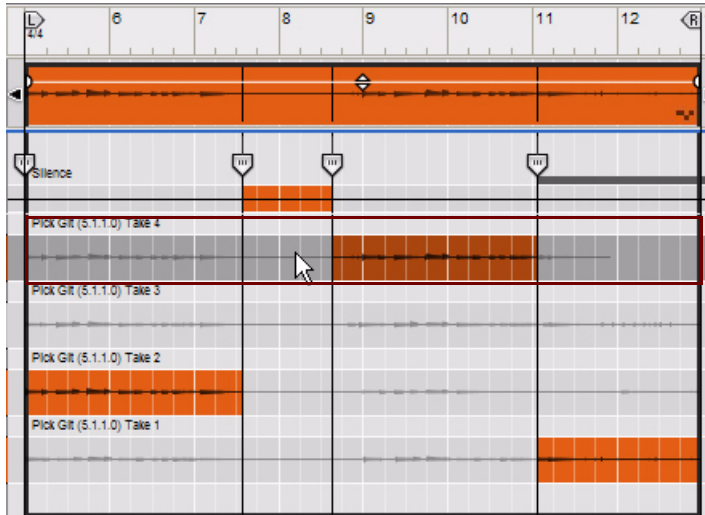 L 6 7 8 9 10 11 12 R
4/4
Silence
Pick Git (5.1.1.0) Take 4
Pick Git (5.1.1.0) Take 3
Pick Git (5.1.1.0) Take 2
Pick Git (5.1.1.0) Take 1